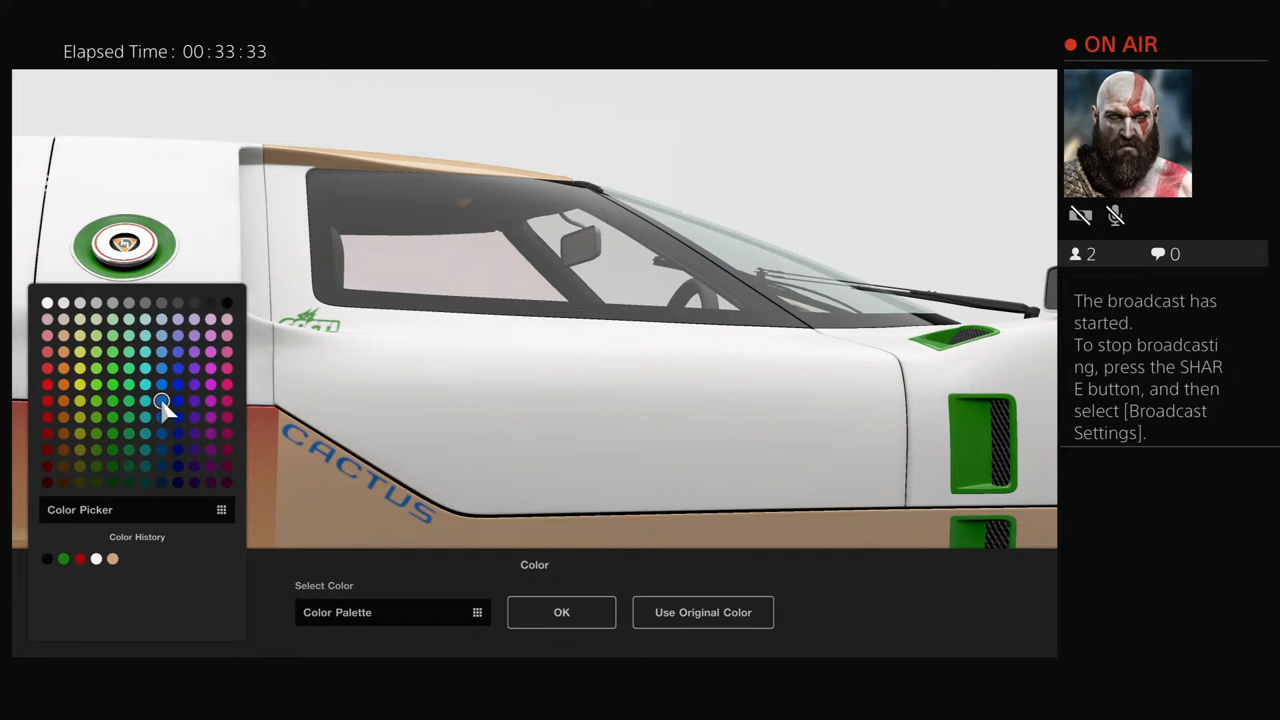 Elapsed Time : 00:33:33
ON AIR
2
0
The broadcast has
started.
To stop broadcasti
ng, press the SHAR
E button, and then
select [Broadcast
Settings].
CACTUS
Color Picker
Color History
Color
Select Color
Color Palette
OK
Use Original Color